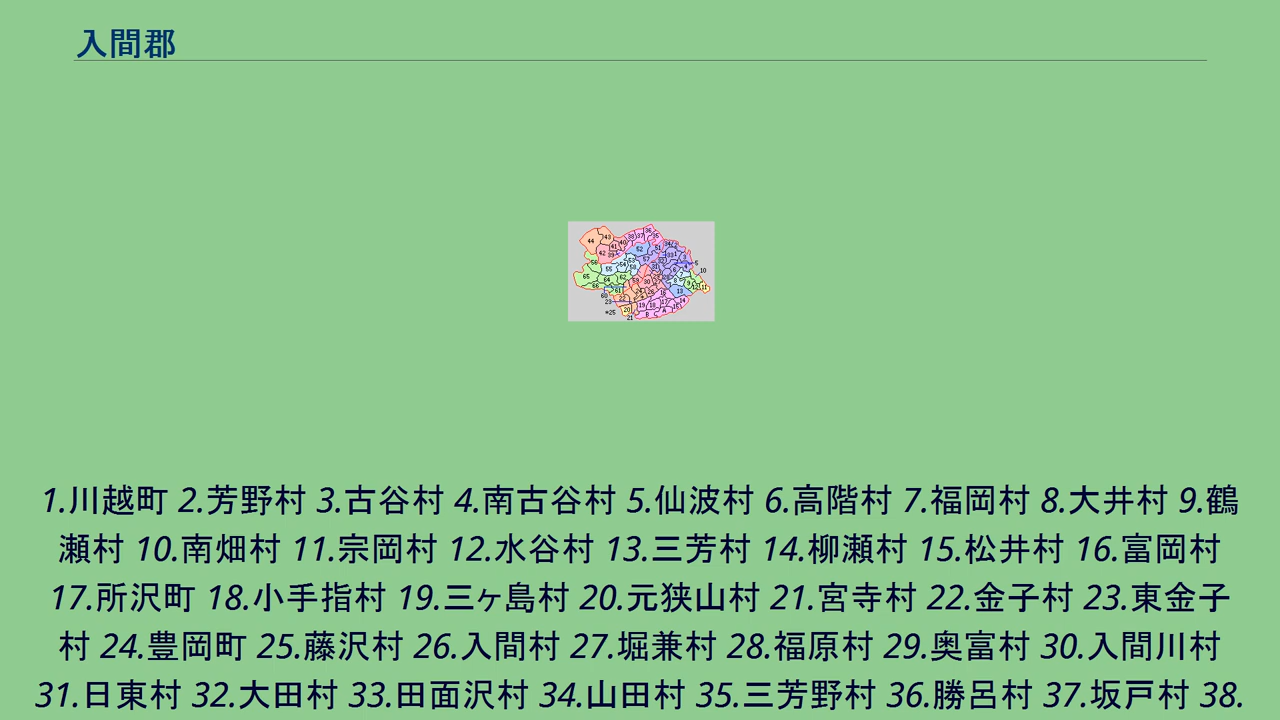 入間郡
1.川越町 2.芳野村 3.古谷村 4.南古谷村 5.仙波村 6.高階村 7.福岡村 8.大井村 9.鶴
瀬村 10.南畑村 11.宗岡村 12.水谷村 13.三芳村 14.柳瀬村 15.松井村 16.富岡村
17.所沢町 18.小手指村 19.三ヶ島村 20.元狭山村 21.宮寺村 22.金子村 23.東金子
村 24.豊岡町 25.藤沢村 26.入間村 27.堀兼村 28.福原村 29.奥富村 30.入間川村
31.日東村 32.大田村 33.田面沢村 34.山田村 35.三芳野村 36.勝呂村 37.坂戸村 38.